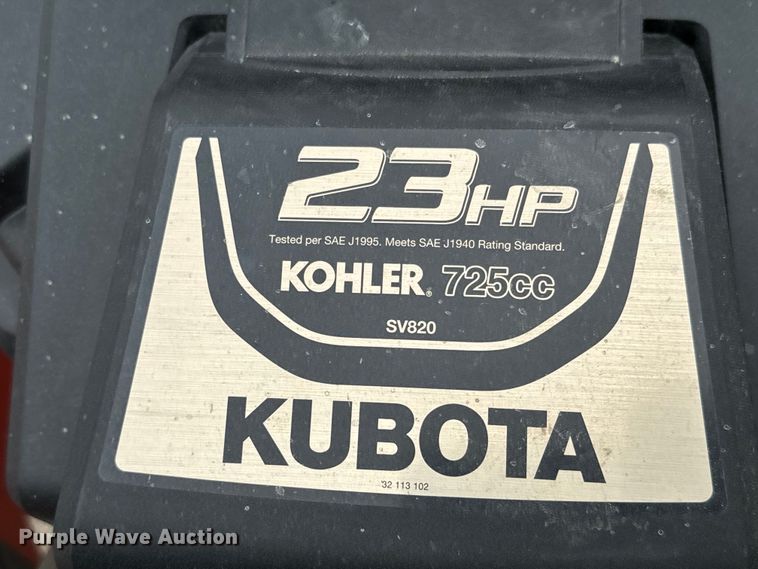 23HP
Tested per SAE J1995. Meets SAE J1940 Rating Standard.
KOHLER. 725cc
SV820
KUBOTA
32 113 102
Purple Wave Auction